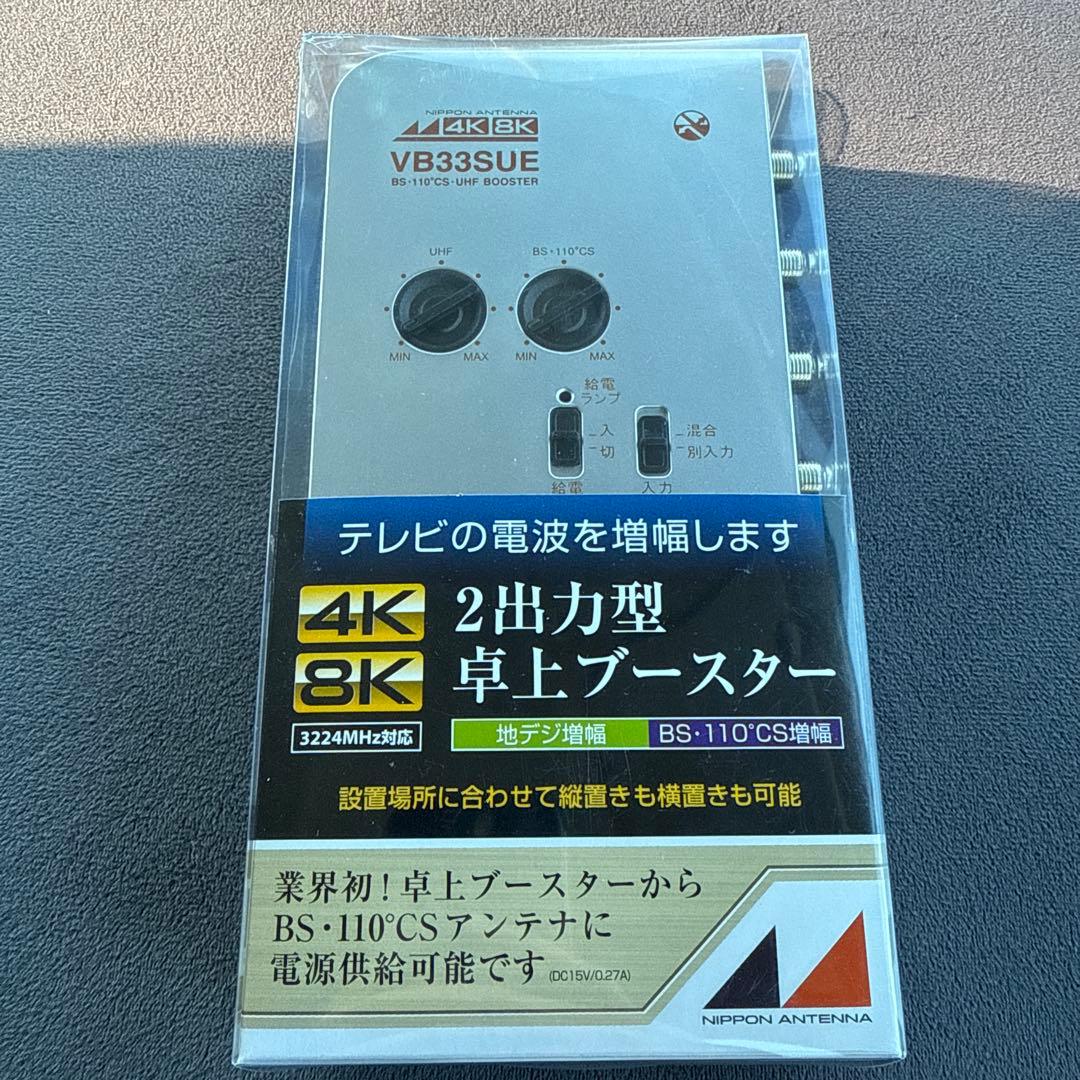 NIPPON ANTENNA
4K 8K
VB33SUE
BS・110°CS・UHF BOOSTER
UHF
BS・110°CS
MIN MAX
MIN MAX
給電
ランプ
入
切
混合
別入力
給電
入力
テレビの電波を増幅します
4K
8K
3224MHz対応
2出力型
卓上ブースター
地デジ増幅
BS・110°CS増幅
設置場所に合わせて縦置きも横置きも可能
業界初!卓上ブースターから
BS・110°CSアンテナに
電源供給可能です(DC15V/0.27A)
NIPPON ANTENNA